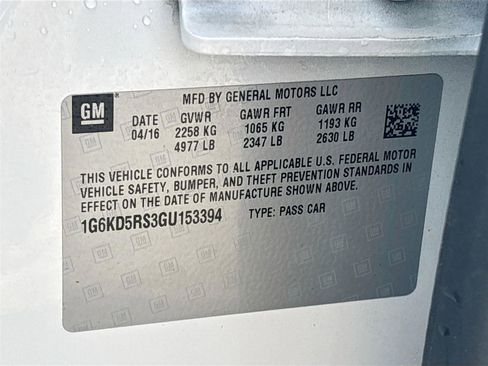 GM
MFD BY GENERAL MOTORS LLC
DATE GVWR GAWR FRT GAWR RR
04/16 2258 KG 1065 KG 1193 KG
4977 LB 2347 LB 2630 LB
THIS VEHICLE CONFORMS TO ALL APPLICABLE U.S. FEDERAL MOTOR
VEHICLE SAFETY, BUMPER, AND THEFT PREVENTION STANDARDS IN
EFFECT ON THE DATE OF MANUFACTURE SHOWN ABOVE.
1G6KD5RS3GU153394 TYPE: PASS CAR